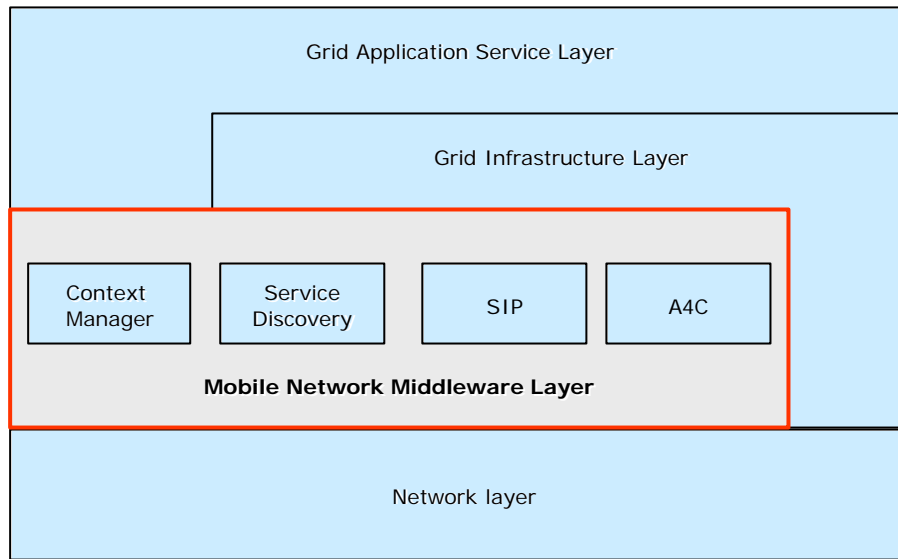 Grid Application Service Layer
Grid Infrastructure Layer
Context
Manager
Service
Discovery
SIP
A4C
Mobile Network Middleware Layer
Network layer